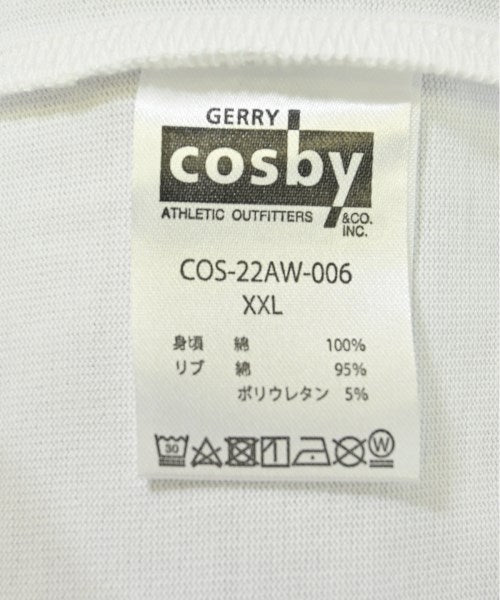 GERRY
cosby
ATHLETIC OUTFITTERS &CO. INC.
COS-22AW-006
XXL
身頃 綿 100%
リブ 綿 95%
ポリウレタン 5%
30 W